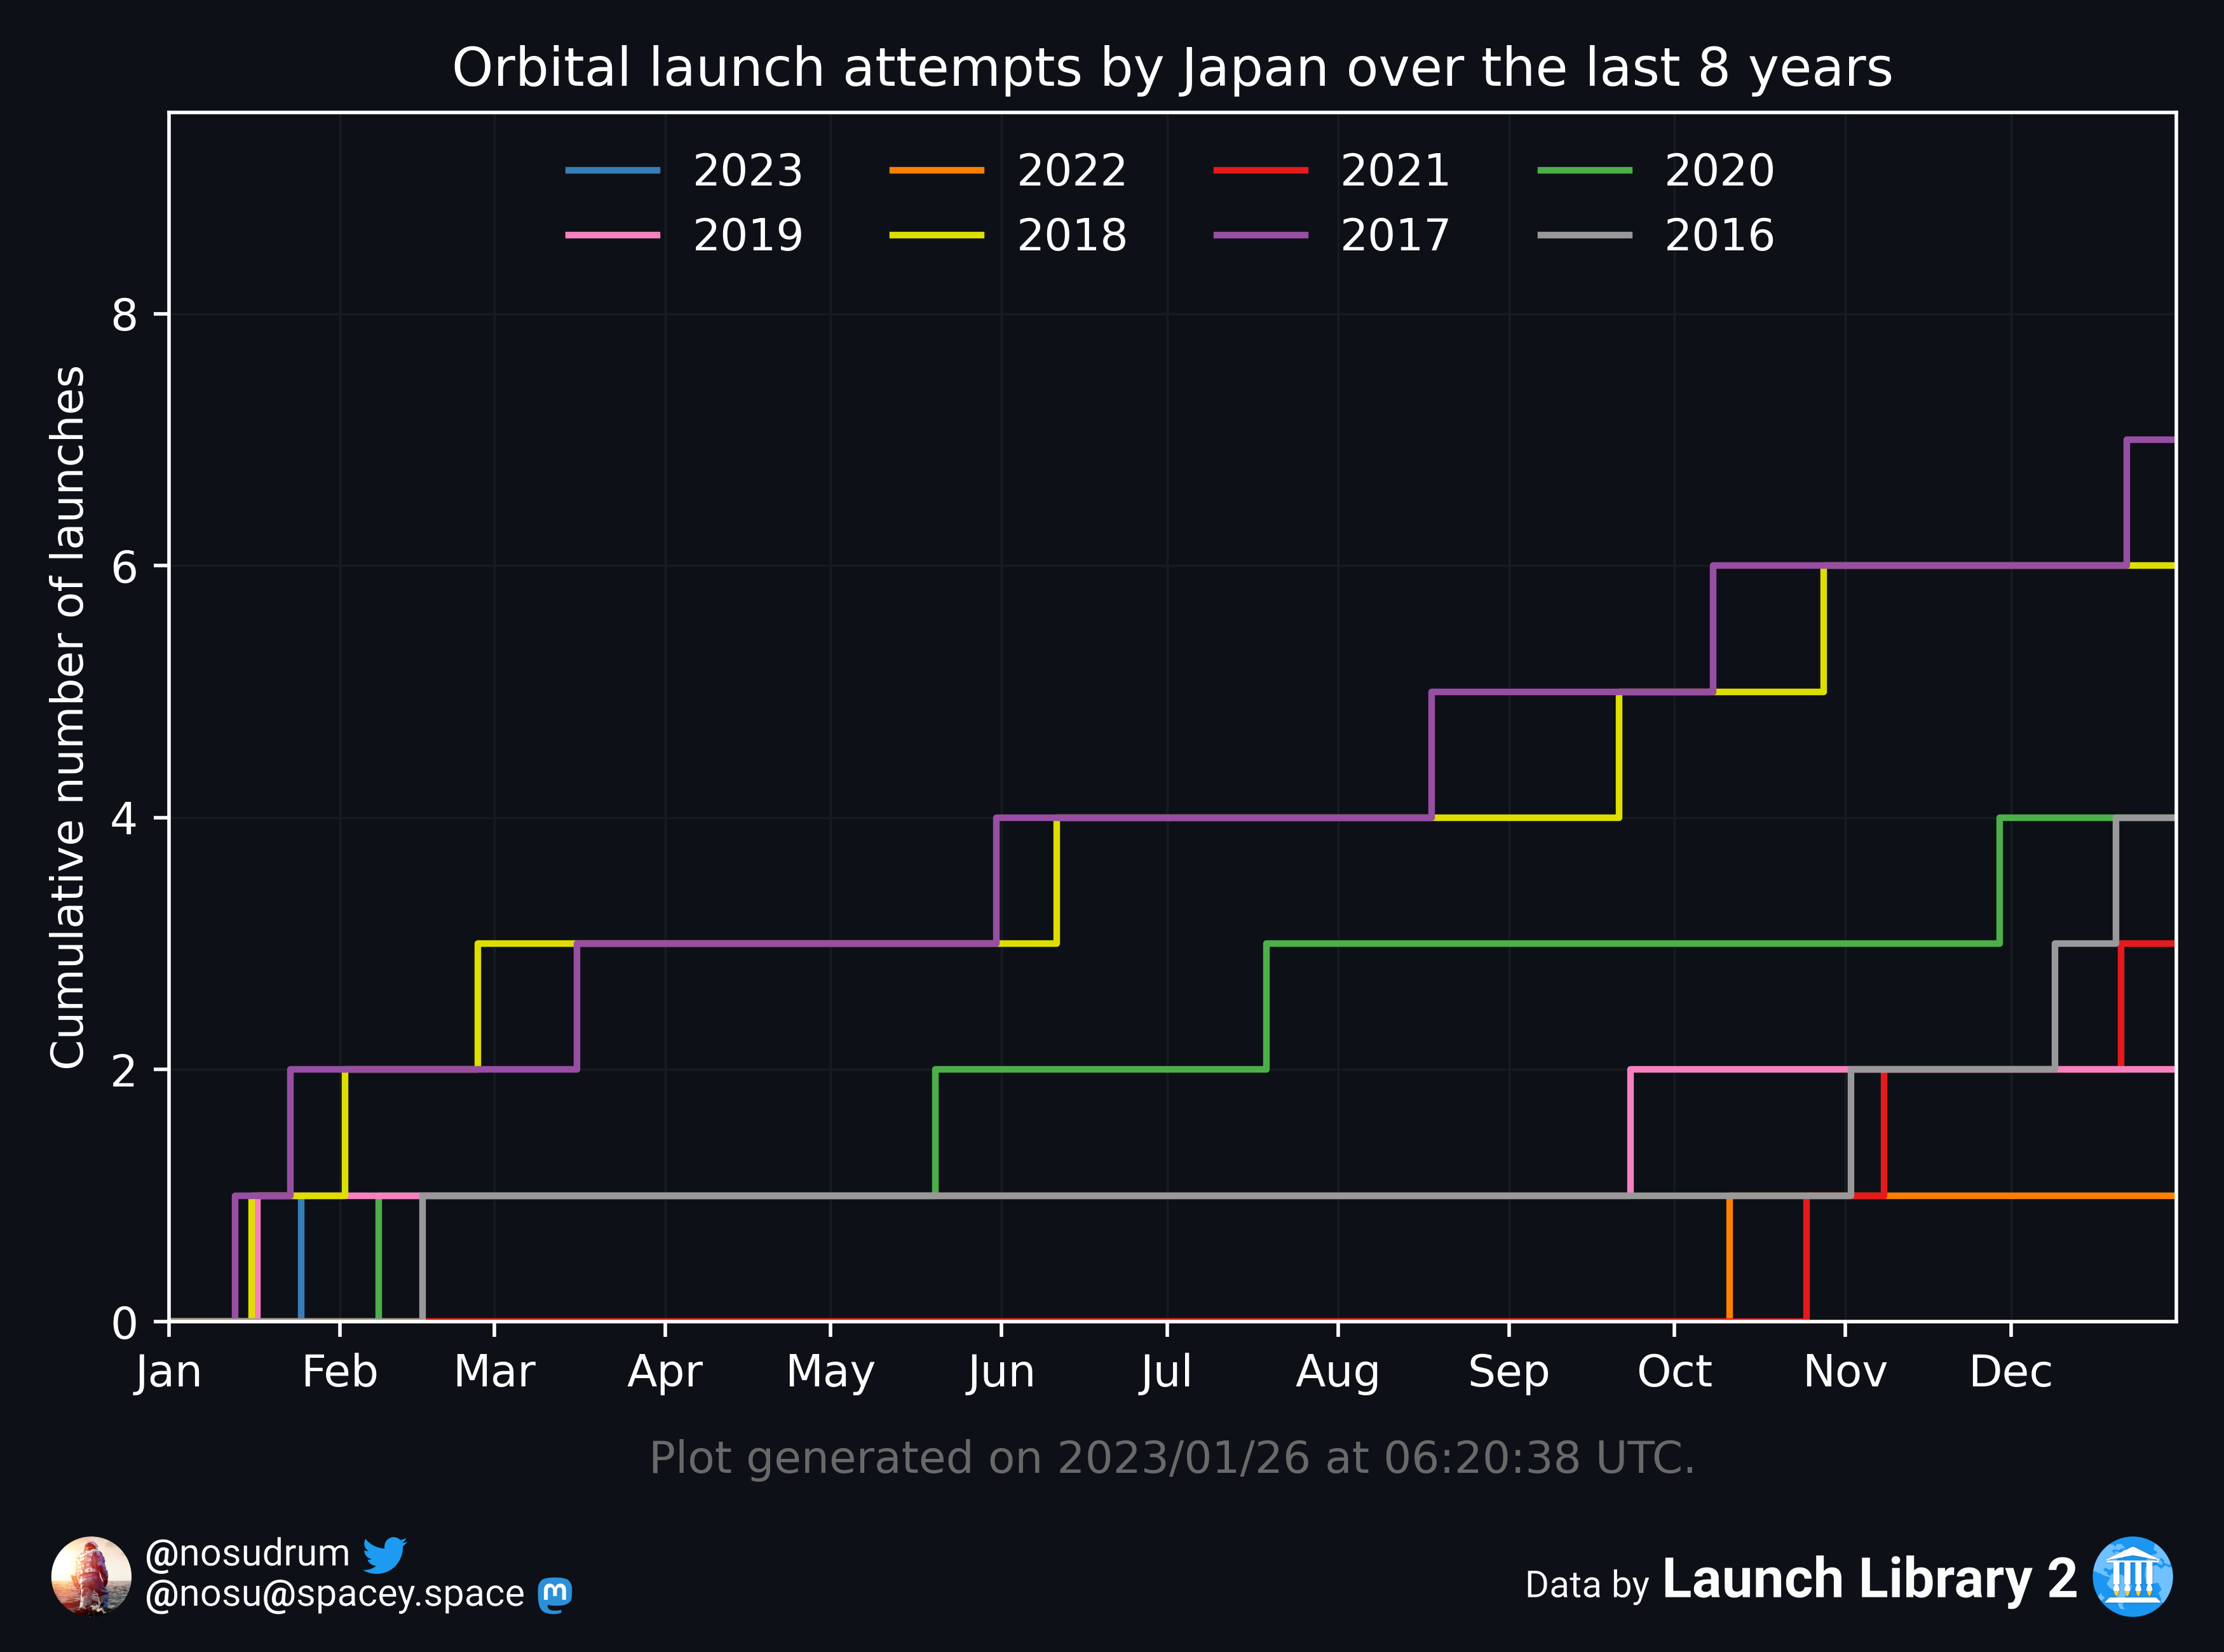 Orbital launch attempts by Japan over the last 8 years
2023 2022 2021 2020
2019 2018 2017 2016
Cumulative number of launches
8
6
4
2
0
Jan Feb Mar Apr May Jun Jul Aug Sep Oct Nov Dec
Plot generated on 2023/01/26 at 06:20:38 UTC.
@nosudrum
@nosu@spacey.space
Data by Launch Library 2